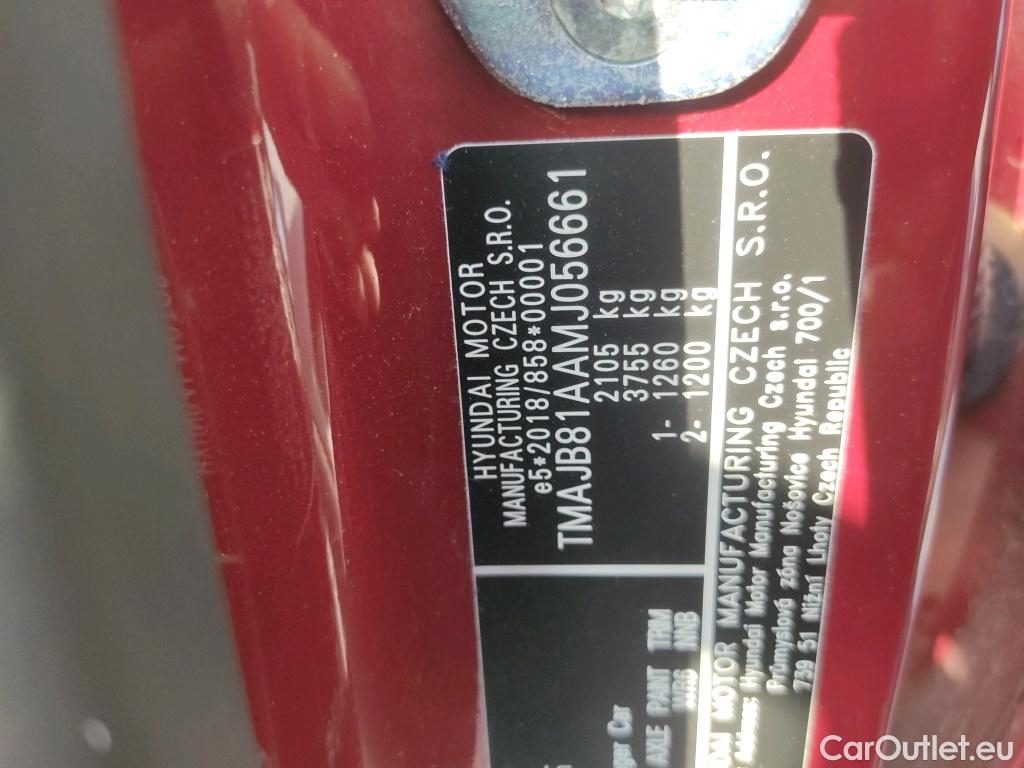 HYUNDAI MOTOR
MANUFACTURING CZECH S.R.O.
e5*2018/858*00001
TMAJB81AAMJ056661
2105 kg
3755 kg
1- 1260 kg
2- 1200 kg
AXLE PAINT TRIM
MOTOR MANUFACTURING CZECH S.R.O.
Hyundai Motor Manufacturing Czech s.r.o.
Průmyslová zóna Nošovice Hyundai 700/1
739 51 Nižní Lhoty Czech Republic
CarOutlet.eu